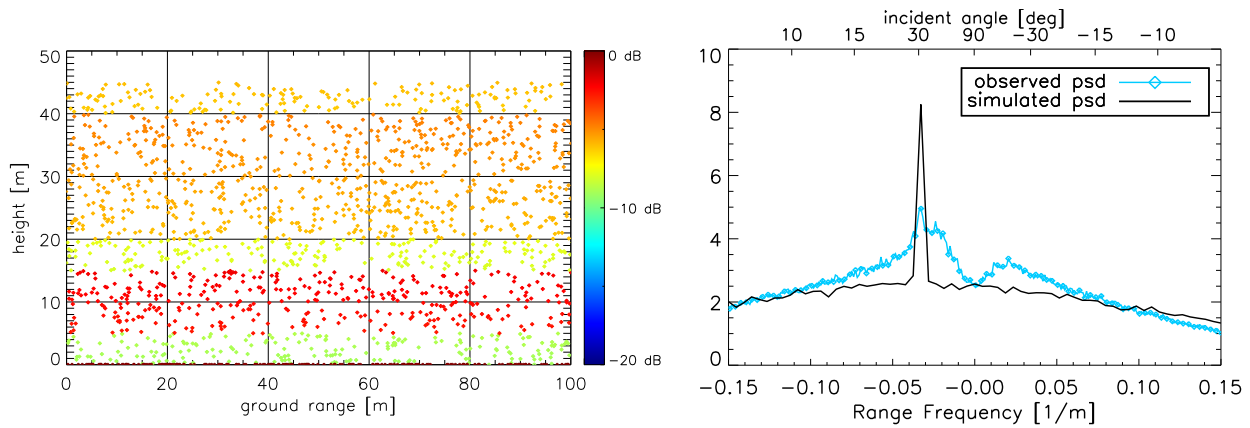 50
40
30
20
10
0
height [m]
0 20 40 60 80 100
ground range [m]
0 dB
−10 dB
−20 dB
incident angle [deg]
10 15 30 90 −30 −15 −10
10
8
6
4
2
0
observed psd
simulated psd
−0.15 −0.10 −0.05 0.00 0.05 0.10 0.15
Range Frequency [1/m]